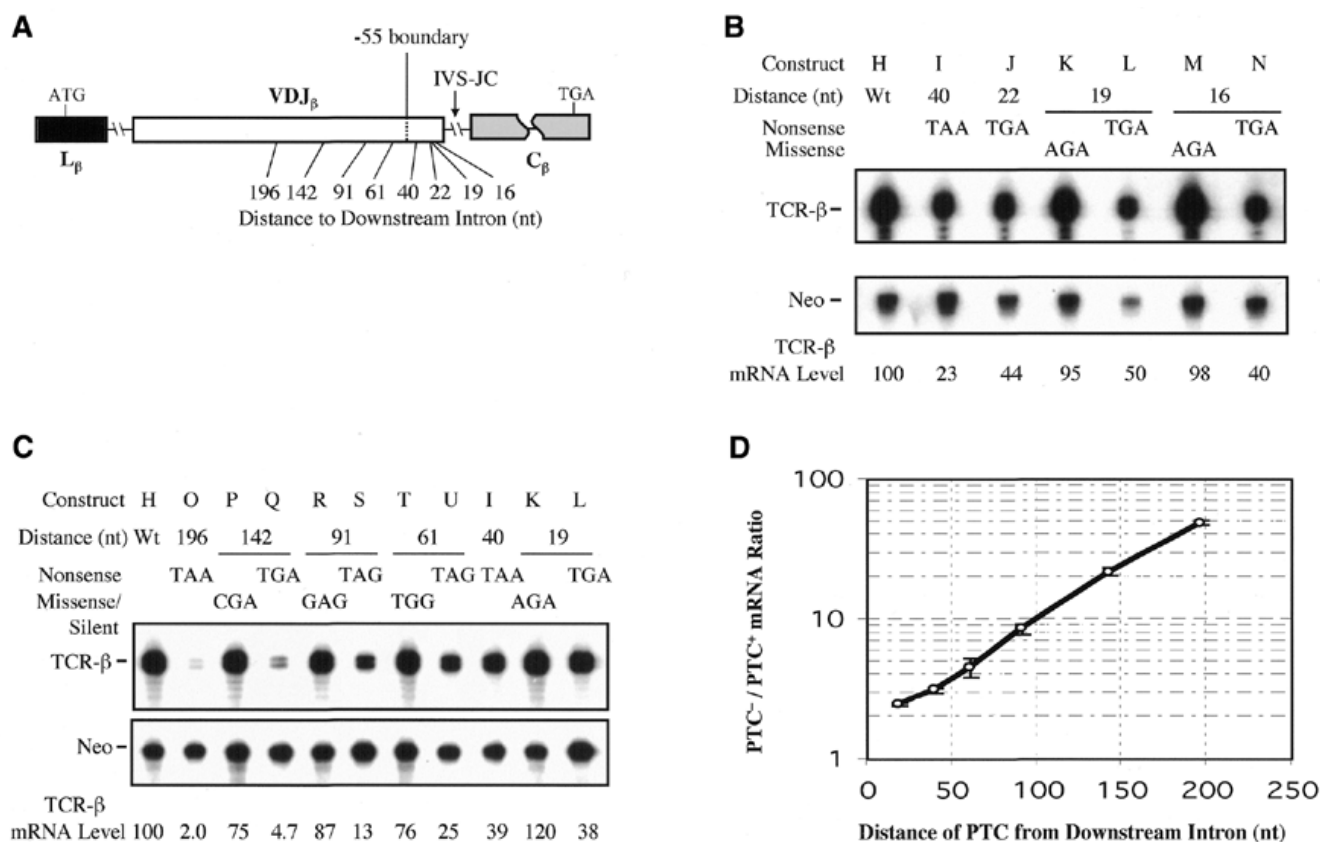 A
-55 boundary
IVS-JC
ATG
VDJβ
TGA
Lβ
Cβ
196 142 91 61 40 22 19 16
Distance to Downstream Intron (nt)
B
Construct H I J K L M N
Distance (nt) Wt 40 22 19 16
Nonsense TAA TGA TGA TGA
Missense AGA AGA
TCR-β
Neo
TCR-β
mRNA Level 100 23 44 95 50 98 40
C
Construct H O P Q R S T U I K L
Distance (nt) Wt 196 142 91 61 40 19
Nonsense TAA TGA TAG TAG TAA TGA
Missense/ CGA GAG TGG AGA
Silent
TCR-β
Neo
TCR-β
mRNA Level 100 2.0 75 4.7 87 13 76 25 39 120 38
D
PTC⁻ / PTC⁺ mRNA Ratio
100
10
1
0 50 100 150 200 250
Distance of PTC from Downstream Intron (nt)